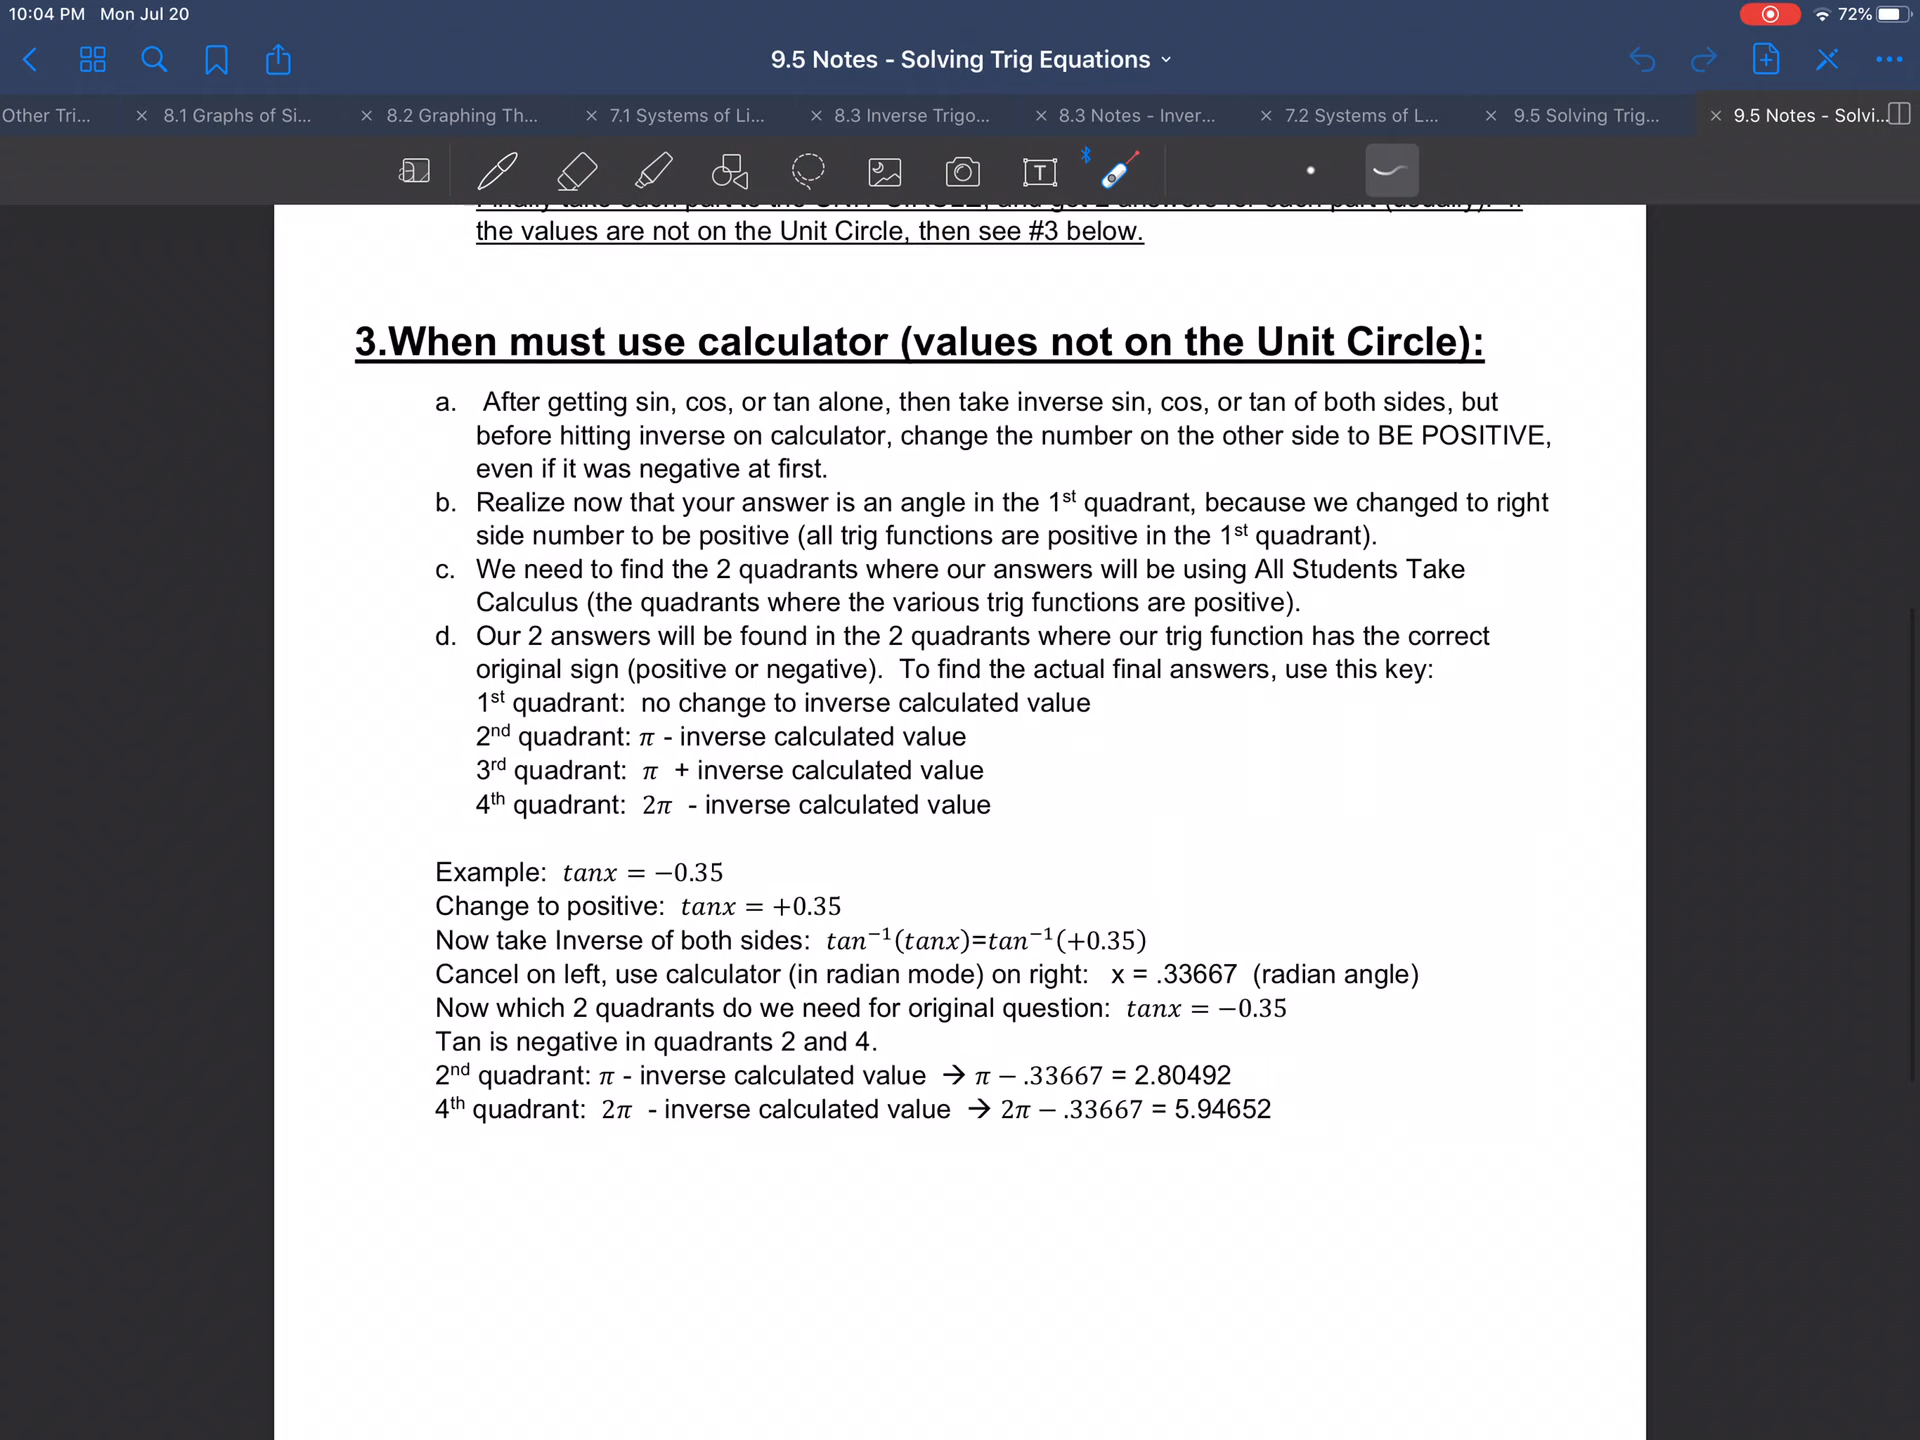 10:04 PM Mon Jul 20
72%
9.5 Notes - Solving Trig Equations
Other Tri... × 8.1 Graphs of Si... × 8.2 Graphing Th... × 7.1 Systems of Li... × 8.3 Inverse Trigo... × 8.3 Notes - Inver... × 7.2 Systems of L... × 9.5 Solving Trig... × 9.5 Notes - Solvi...
the values are not on the Unit Circle, then see #3 below.
3.When must use calculator (values not on the Unit Circle):
a. After getting sin, cos, or tan alone, then take inverse sin, cos, or tan of both sides, but
before hitting inverse on calculator, change the number on the other side to BE POSITIVE,
even if it was negative at first.
b. Realize now that your answer is an angle in the 1st quadrant, because we changed to right
side number to be positive (all trig functions are positive in the 1st quadrant).
c. We need to find the 2 quadrants where our answers will be using All Students Take
Calculus (the quadrants where the various trig functions are positive).
d. Our 2 answers will be found in the 2 quadrants where our trig function has the correct
original sign (positive or negative). To find the actual final answers, use this key:
1st quadrant: no change to inverse calculated value
2nd quadrant: π - inverse calculated value
3rd quadrant: π + inverse calculated value
4th quadrant: 2π - inverse calculated value
Example: tanx = −0.35
Change to positive: tanx = +0.35
Now take Inverse of both sides: tan⁻¹(tanx)=tan⁻¹(+0.35)
Cancel on left, use calculator (in radian mode) on right: x = .33667 (radian angle)
Now which 2 quadrants do we need for original question: tanx = −0.35
Tan is negative in quadrants 2 and 4.
2nd quadrant: π - inverse calculated value → π − .33667 = 2.80492
4th quadrant: 2π - inverse calculated value → 2π − .33667 = 5.94652